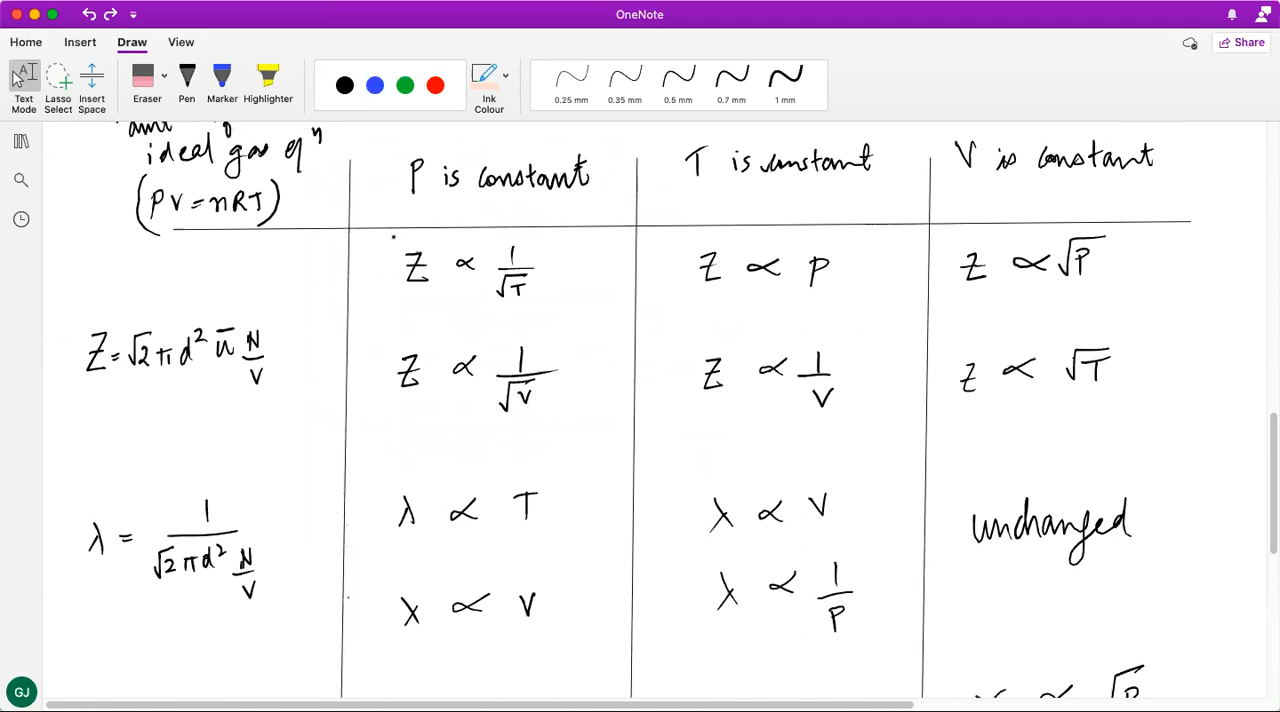 OneNote
Home Insert Draw View
Share
Text Mode
Lasso Select
Insert Space
Eraser
Pen
Marker
Highlighter
Ink Colour
0.25 mm 0.35 mm 0.5 mm 0.7 mm 1 mm
ideal gas eqⁿ
(PV = nRT)
P is constant
T is constant
V is constant
Z ∝ 1/√T
Z ∝ P
Z ∝ √P
Z = √2 π d² ū N/V
Z ∝ 1/√V
Z ∝ 1/V
Z ∝ √T
λ = 1/(√2 π d² N/V)
λ ∝ T
λ ∝ V
unchanged
λ ∝ V
λ ∝ 1/P
∝ √P
GJ